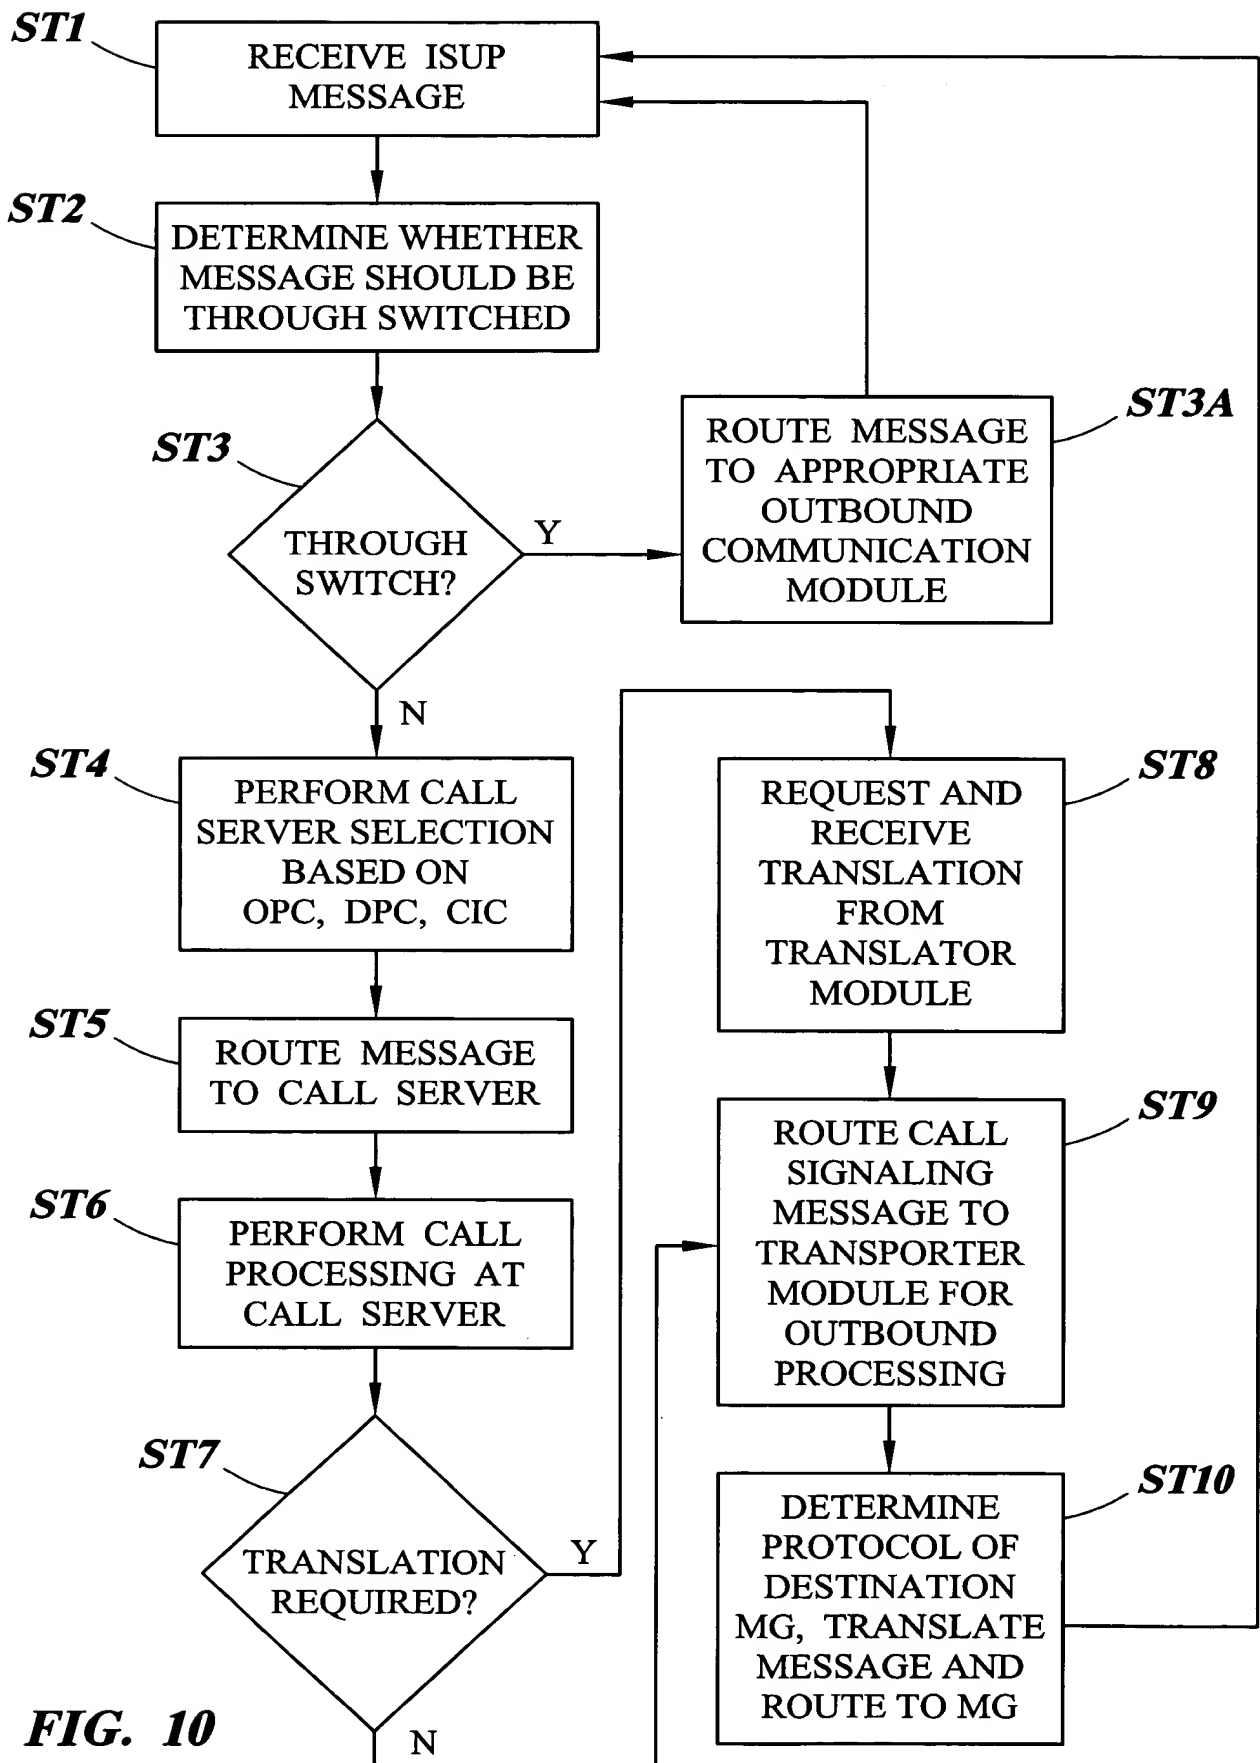 ST1
RECEIVE ISUP
MESSAGE
ST2
DETERMINE WHETHER
MESSAGE SHOULD BE
THROUGH SWITCHED
ST3
THROUGH
SWITCH?
Y
N
ST3A
ROUTE MESSAGE
TO APPROPRIATE
OUTBOUND
COMMUNICATION
MODULE
ST4
PERFORM CALL
SERVER SELECTION
BASED ON
OPC, DPC, CIC
ST5
ROUTE MESSAGE
TO CALL SERVER
ST6
PERFORM CALL
PROCESSING AT
CALL SERVER
ST7
TRANSLATION
REQUIRED?
Y
N
ST8
REQUEST AND
RECEIVE
TRANSLATION
FROM
TRANSLATOR
MODULE
ST9
ROUTE CALL
SIGNALING
MESSAGE TO
TRANSPORTER
MODULE FOR
OUTBOUND
PROCESSING
ST10
DETERMINE
PROTOCOL OF
DESTINATION
MG, TRANSLATE
MESSAGE AND
ROUTE TO MG
FIG. 10